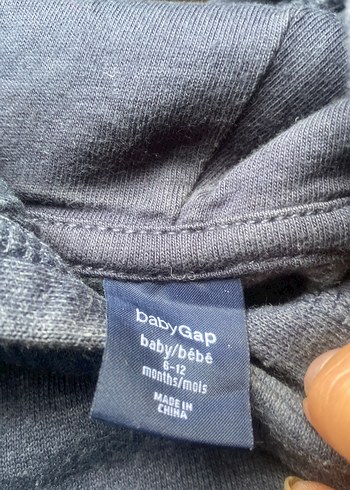 babyGap
baby/bébé
6-12
months/mois
MADE IN
CHINA